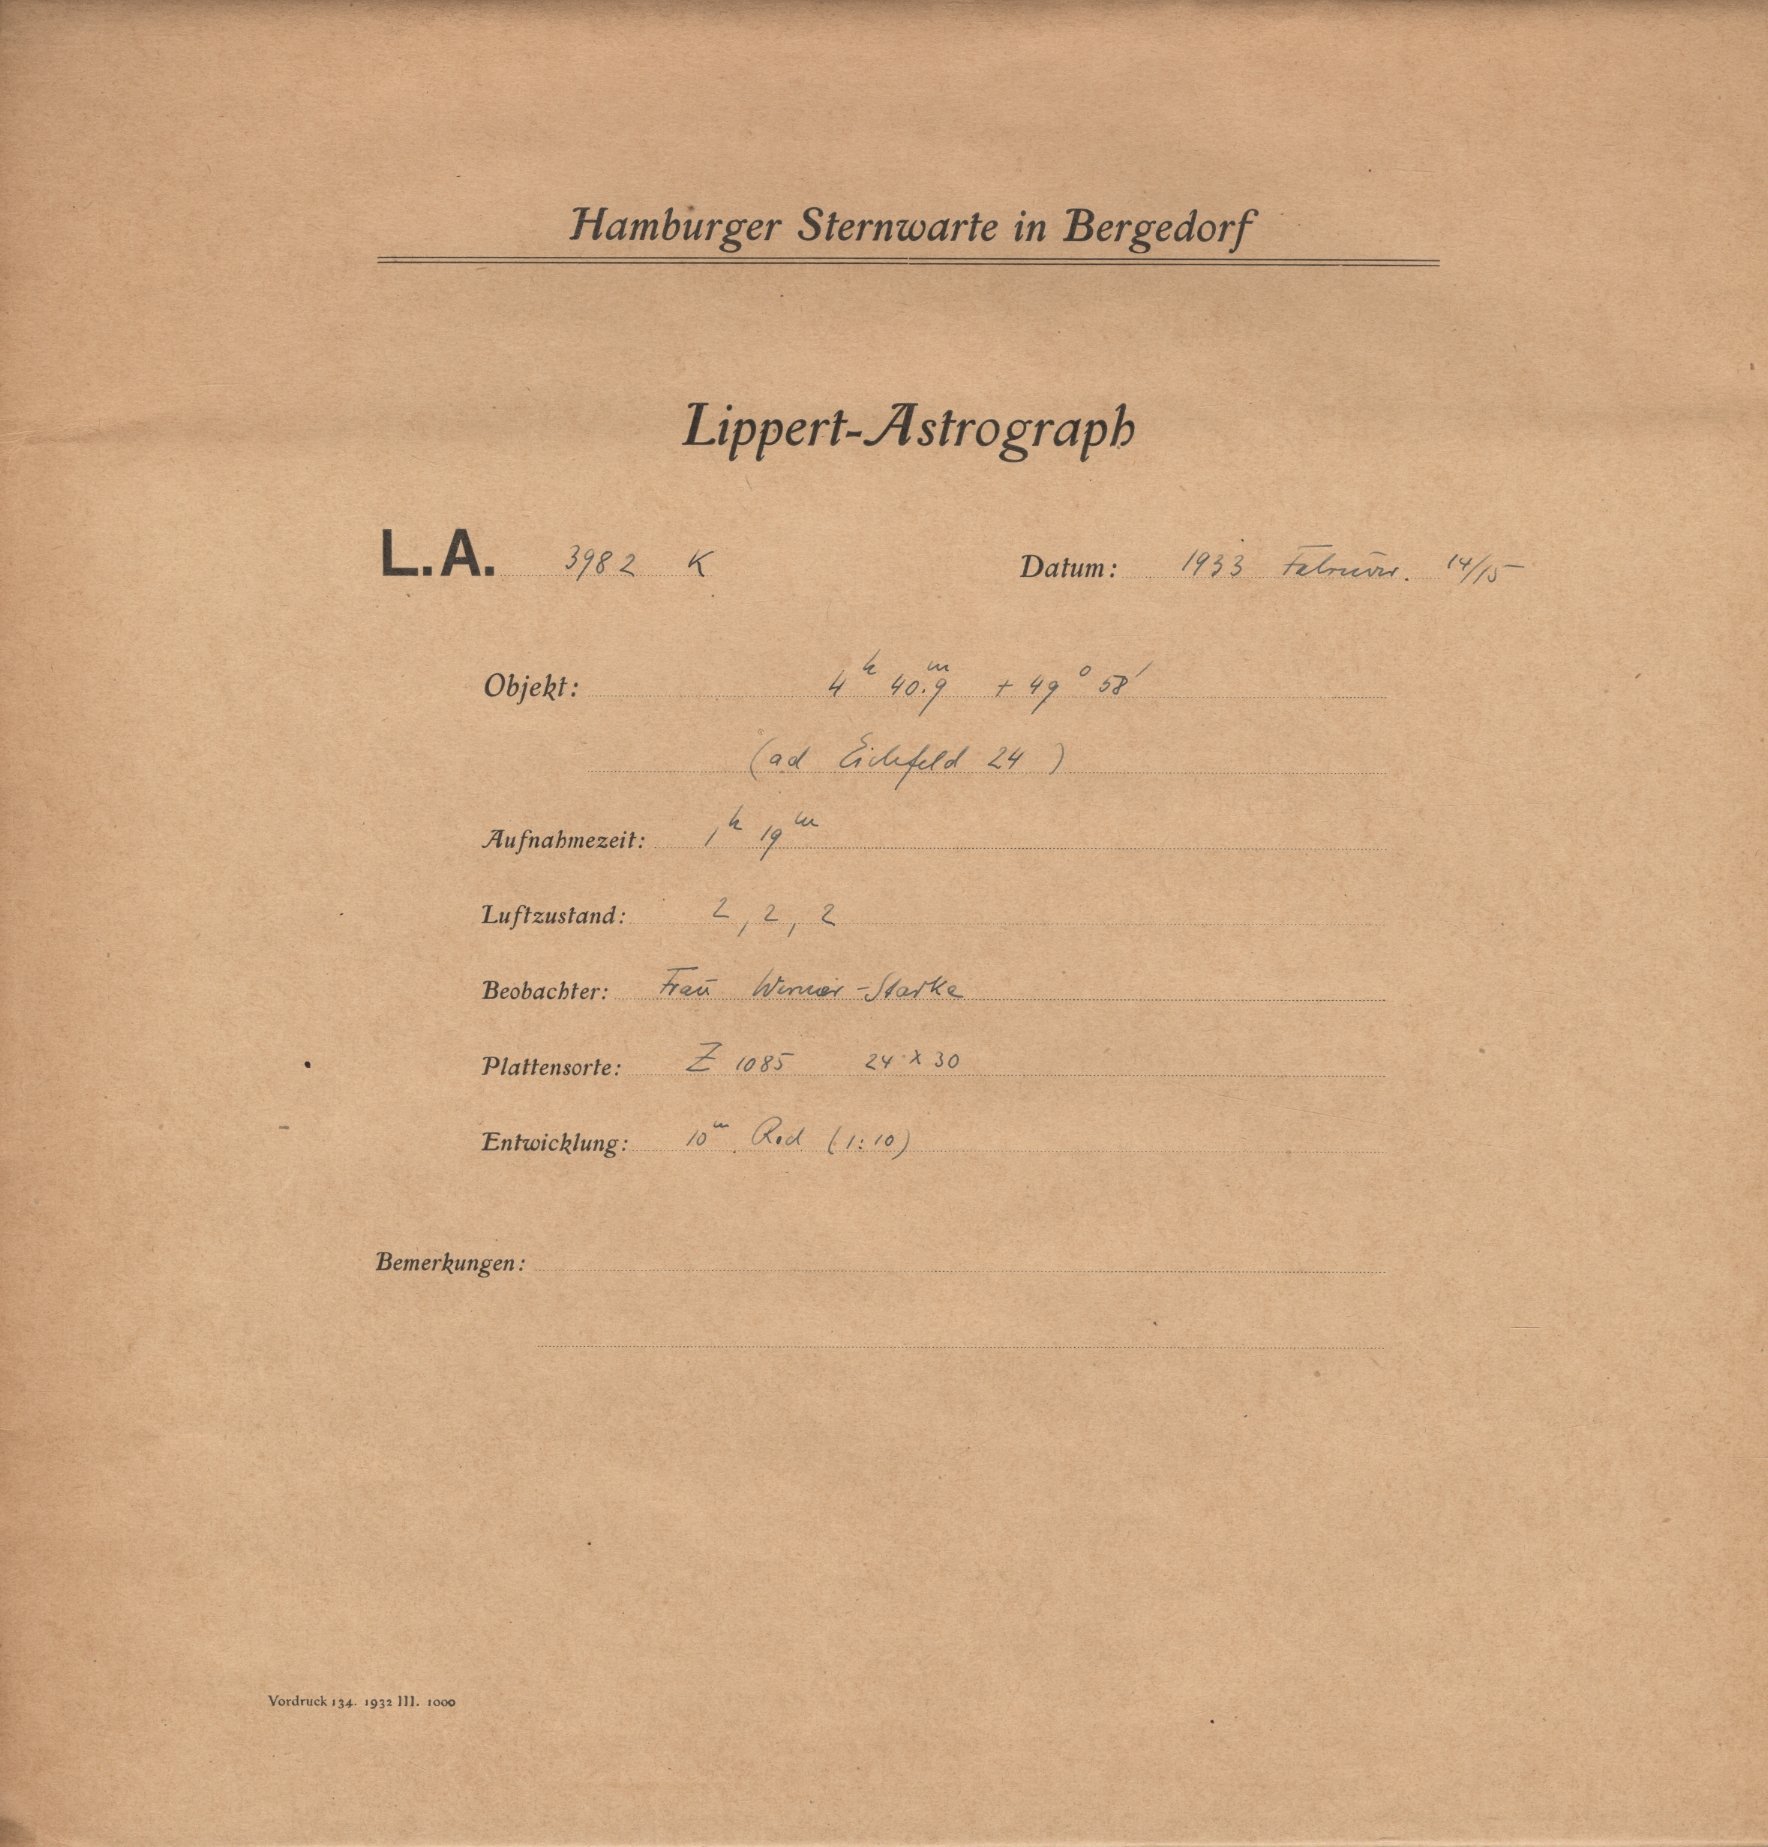 Hamburger Sternwarte in Bergedorf
Lippert-Astrograph
L.A. 3982 K Datum: 1933 Februar. 14/15
Objekt: 4h 40.9m + 49° 58'
(ad Eichfeld 24)
Aufnahmezeit: 1h 19m
Luftzustand: 2, 2, 2
Beobachter: Frau Werner-Starke
Plattensorte: Z 1085 24 x 30
Entwicklung: 10m Rod (1:10)
Bemerkungen:
Vordruck 134. 1932 III. 1000